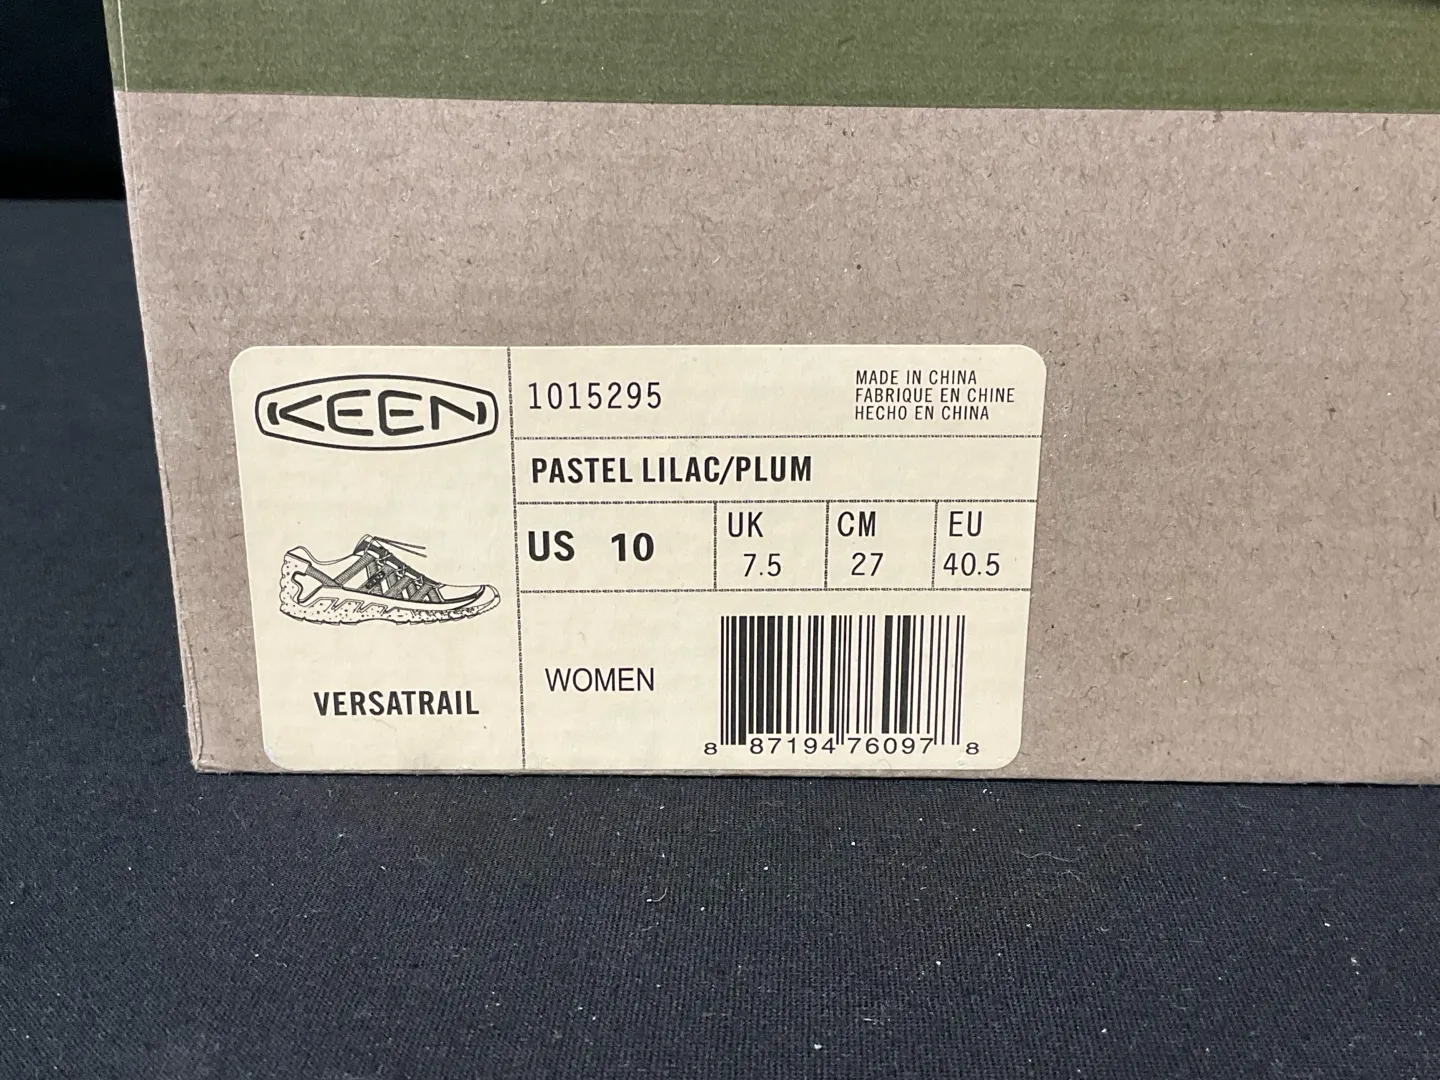 KEEN
1015295
MADE IN CHINA
FABRIQUE EN CHINE
HECHO EN CHINA
PASTEL LILAC/PLUM
US 10
UK
7.5
CM
27
EU
40.5
VERSATRAIL
WOMEN
8 87194 76097 8